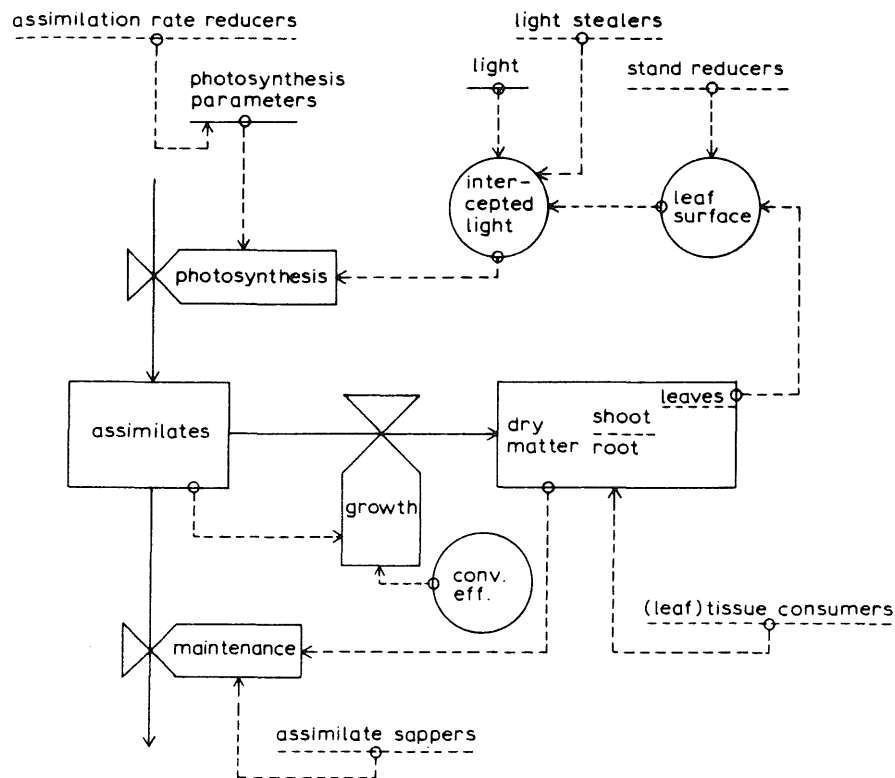 assimilation rate reducers
light stealers
light
stand reducers
photosynthesis
parameters
inter-
cepted
light
leaf
surface
photosynthesis
leaves
assimilates
dry
matter
shoot
root
growth
conv.
eff.
(leaf)tissue consumers
maintenance
assimilate sappers